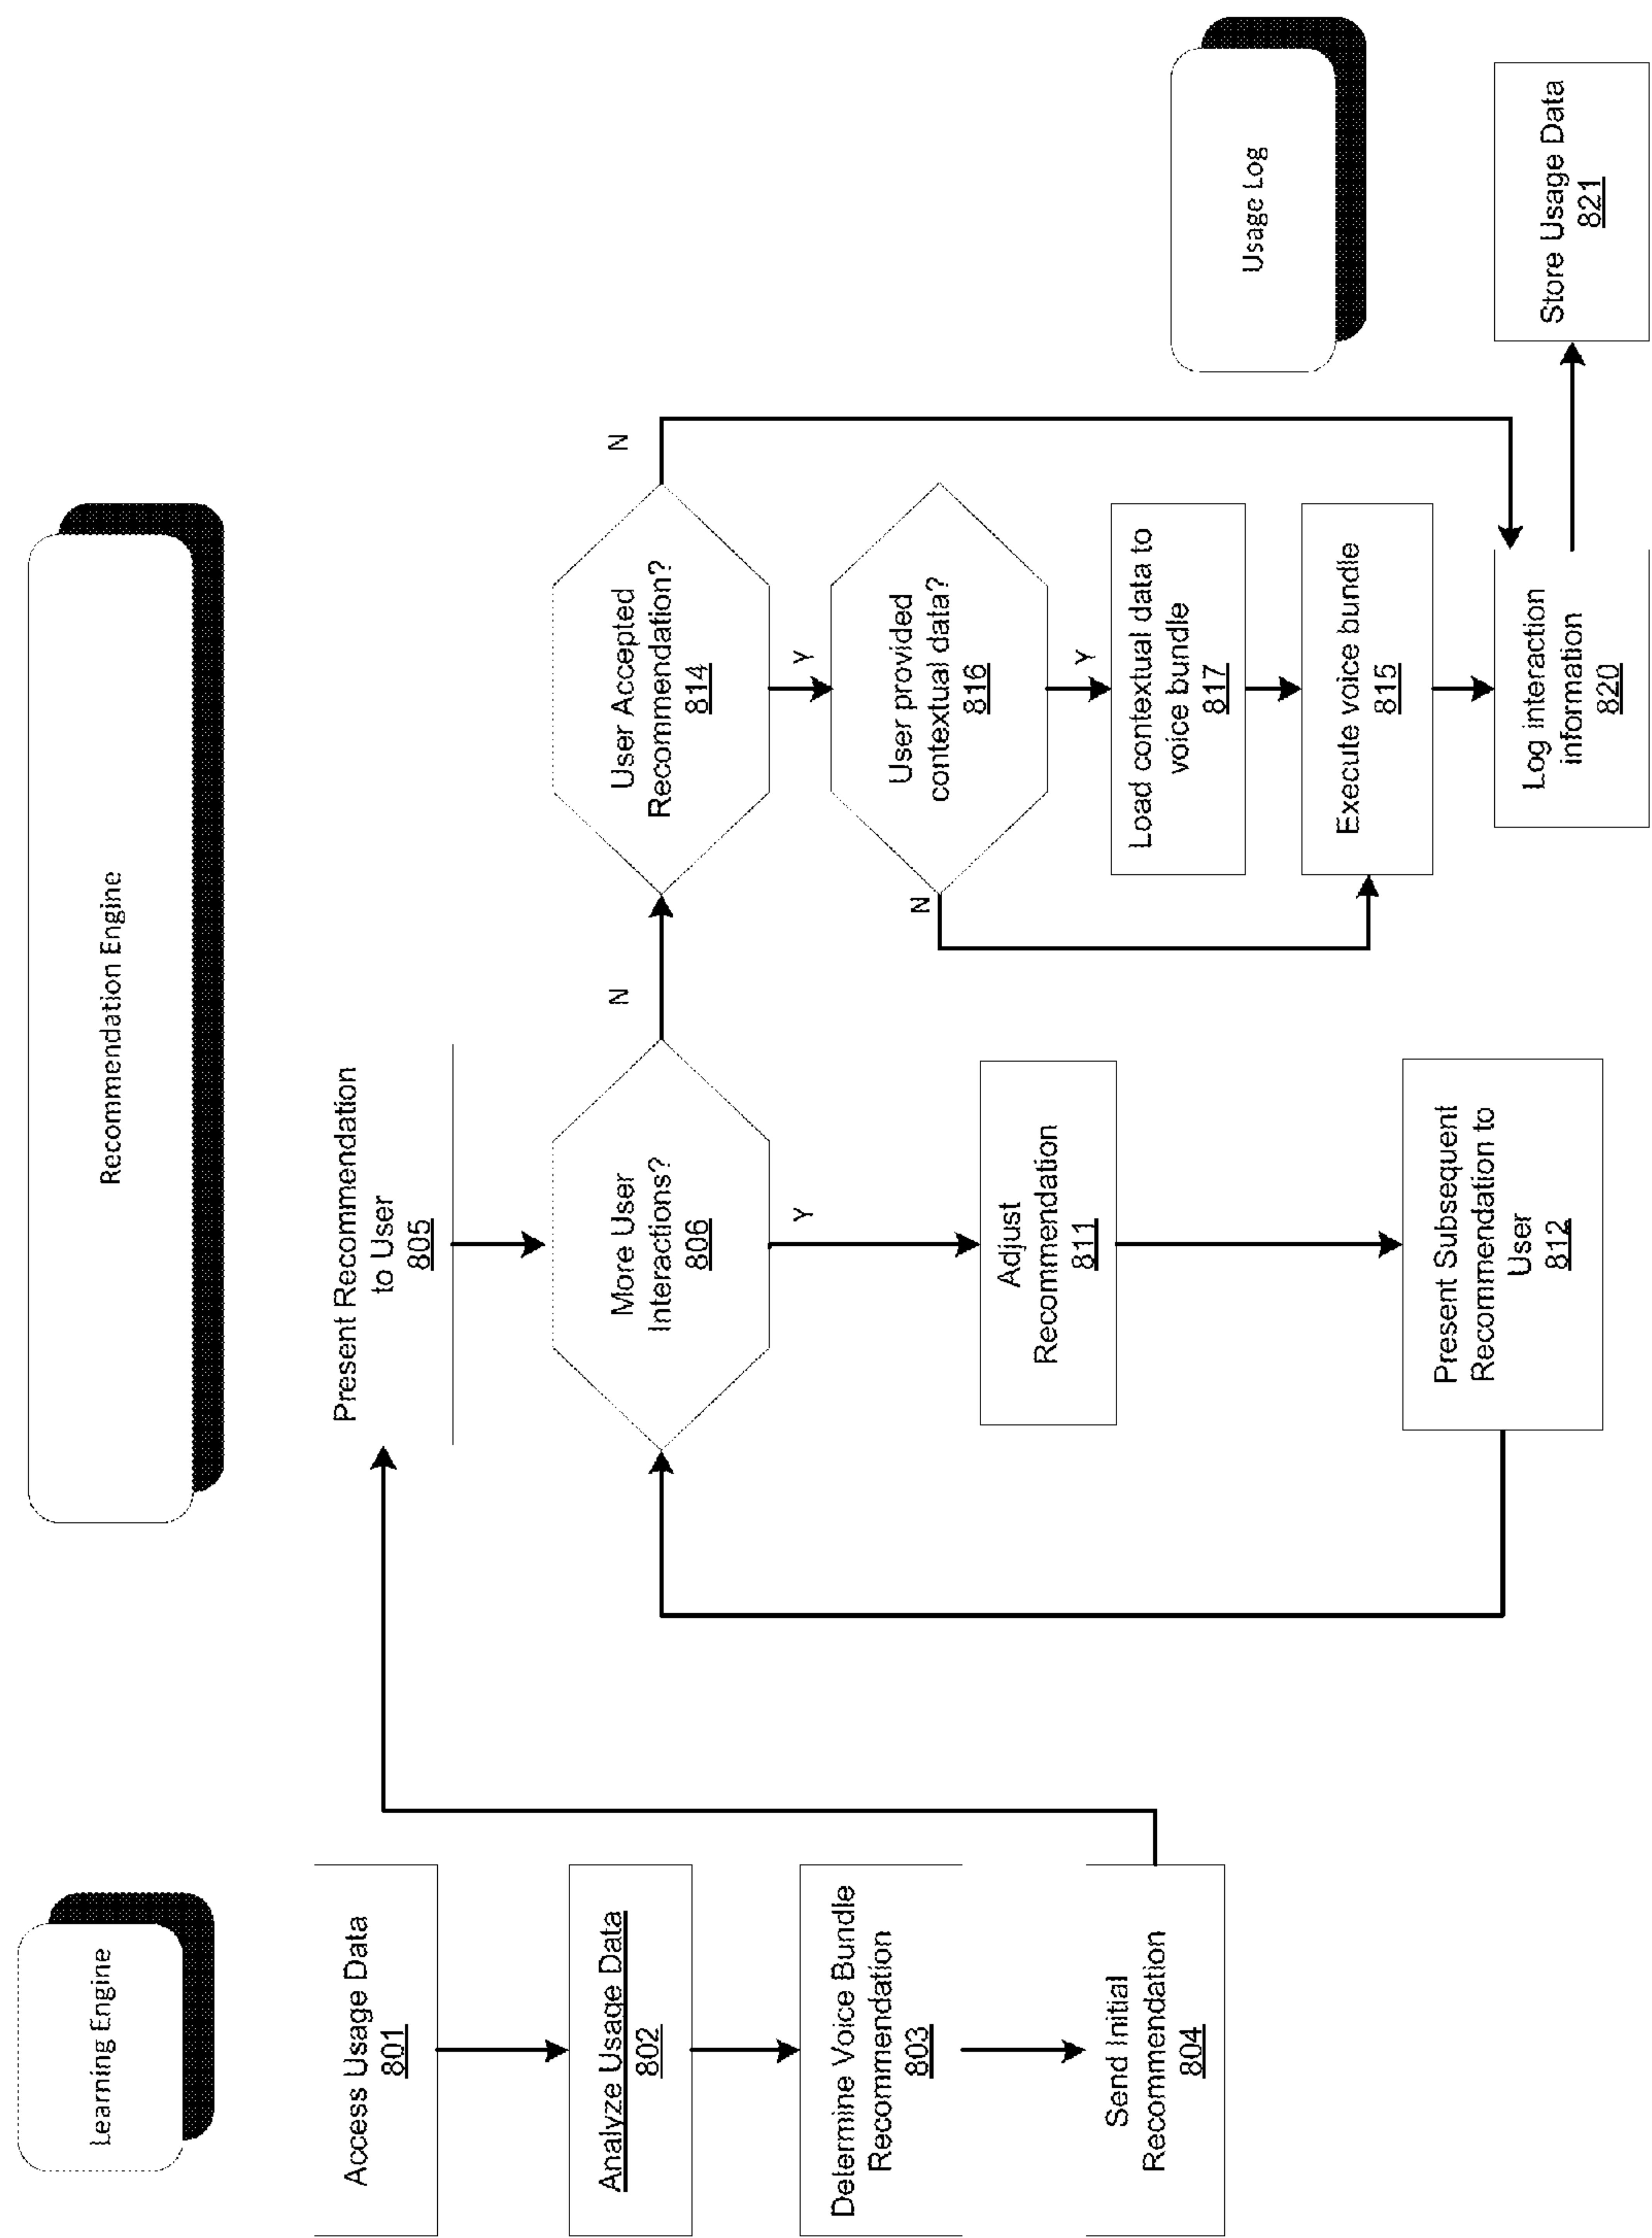 Learning Engine
Recommendation Engine
Usage Log
Access Usage Data
801
Analyze Usage Data
802
Determine Voice Bundle
Recommendation
803
Send Initial
Recommendation
804
Present Recommendation
to User
805
More User
Interactions?
806
Y
N
Adjust
Recommendation
811
Present Subsequent
Recommendation to
User
812
User Accepted
Recommendation?
814
N
Y
User provided
contextual data?
816
N
Y
Load contextual data to
voice bundle
817
Execute voice bundle
815
Log interaction
information
820
Store Usage Data
821